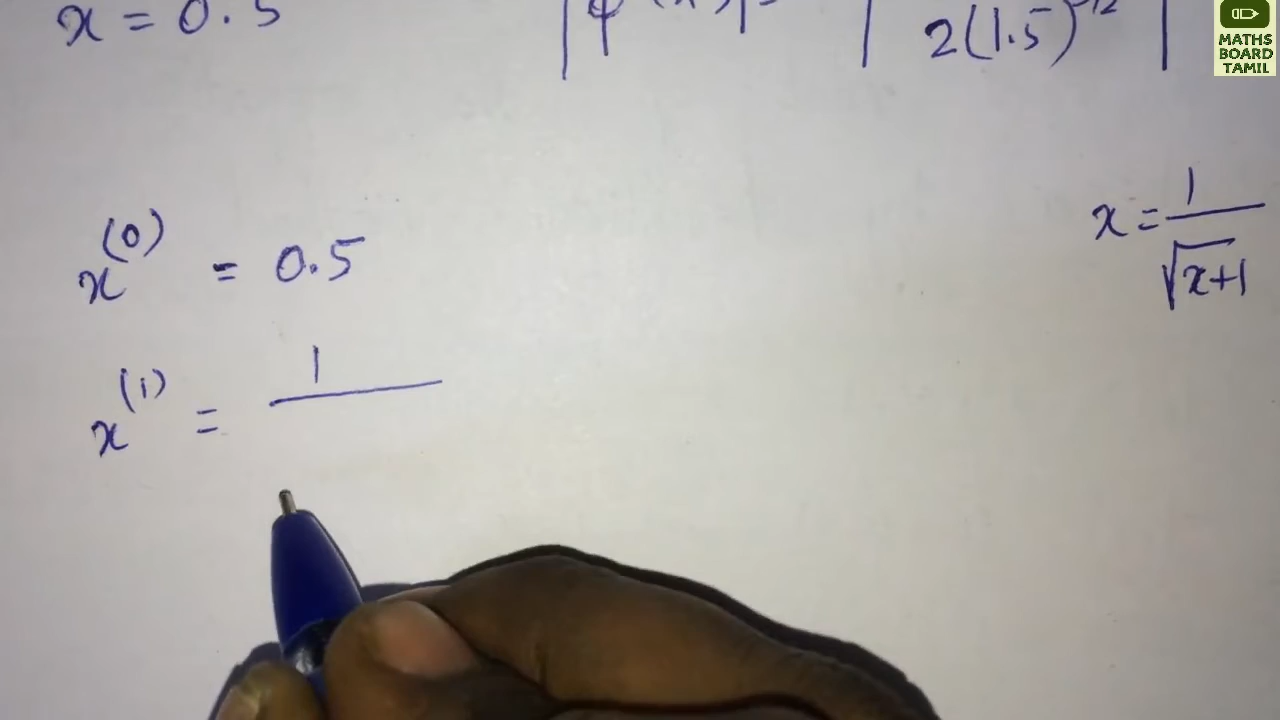 x = 0.5
2(1.5)
MATHS
BOARD
TAMIL
x = 1/√x+1
x^(0) = 0.5
x^(1) = 1